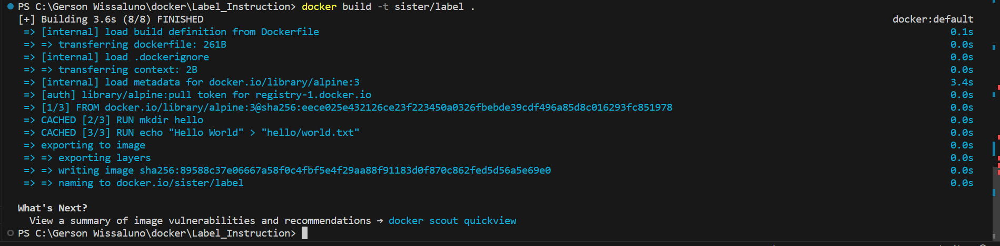 PS C:\Gerson Wissaluno\docker\Label_Instruction> docker build -t sister/label .
[+] Building 3.6s (8/8) FINISHED docker:default
=> [internal] load build definition from Dockerfile 0.1s
=> => transferring dockerfile: 261B 0.0s
=> [internal] load .dockerignore 0.0s
=> => transferring context: 2B 0.0s
=> [internal] load metadata for docker.io/library/alpine:3 3.4s
=> [auth] library/alpine:pull token for registry-1.docker.io 0.0s
=> [1/3] FROM docker.io/library/alpine:3@sha256:eece025e432126ce23f223450a0326fbebde39cdf496a85d8c016293fc851978 0.0s
=> CACHED [2/3] RUN mkdir hello 0.0s
=> CACHED [3/3] RUN echo "Hello World" > "hello/world.txt" 0.0s
=> exporting to image 0.0s
=> => exporting layers 0.0s
=> => writing image sha256:89588c37e06667a58f0c4fbf5e4f29aa88f91183d0f870c862fed5d56a5e69e0 0.0s
=> => naming to docker.io/sister/label 0.0s
What's Next?
View a summary of image vulnerabilities and recommendations → docker scout quickview
PS C:\Gerson Wissaluno\docker\Label_Instruction>